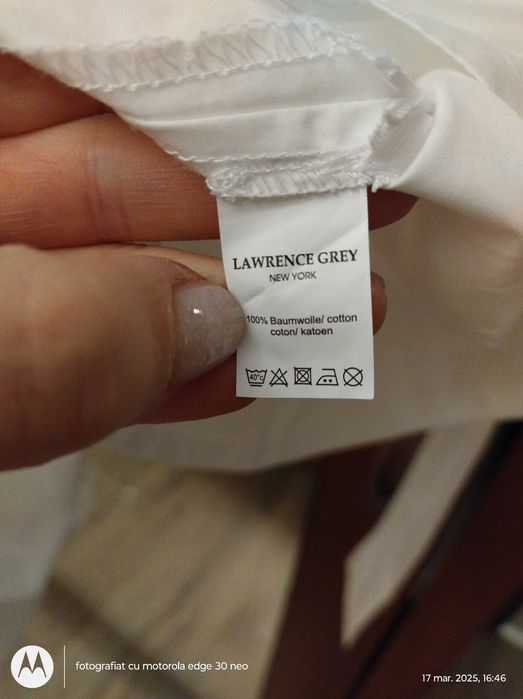 LAWRENCE GREY
NEW YORK
100% Baumwolle/ cotton
coton/ katoen
40°c
fotografiat cu motorola edge 30 neo
17 mar. 2025, 16:46